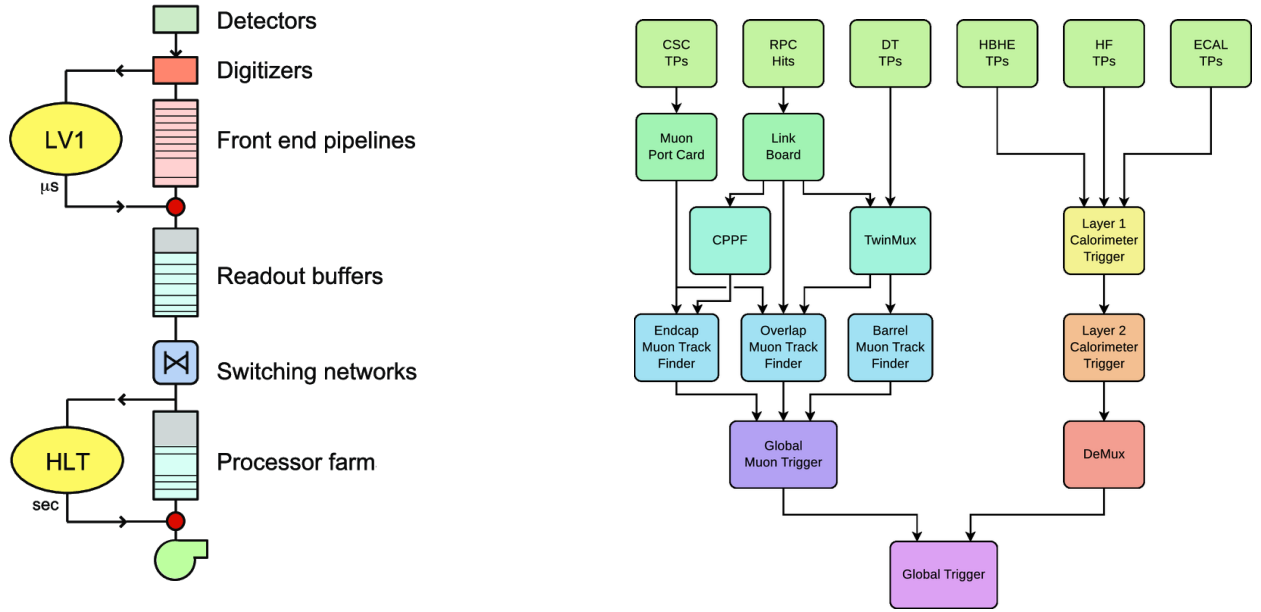 Detectors
Digitizers
LV1
Front end pipelines
μs
Readout buffers
Switching networks
HLT
Processor farm
sec
CSC
TPs
RPC
Hits
DT
TPs
HBHE
TPs
HF
TPs
ECAL
TPs
Muon
Port Card
Link
Board
CPPF
TwinMux
Layer 1
Calorimeter
Trigger
Endcap
Muon Track
Finder
Overlap
Muon Track
Finder
Barrel
Muon Track
Finder
Layer 2
Calorimeter
Trigger
Global
Muon Trigger
DeMux
Global Trigger